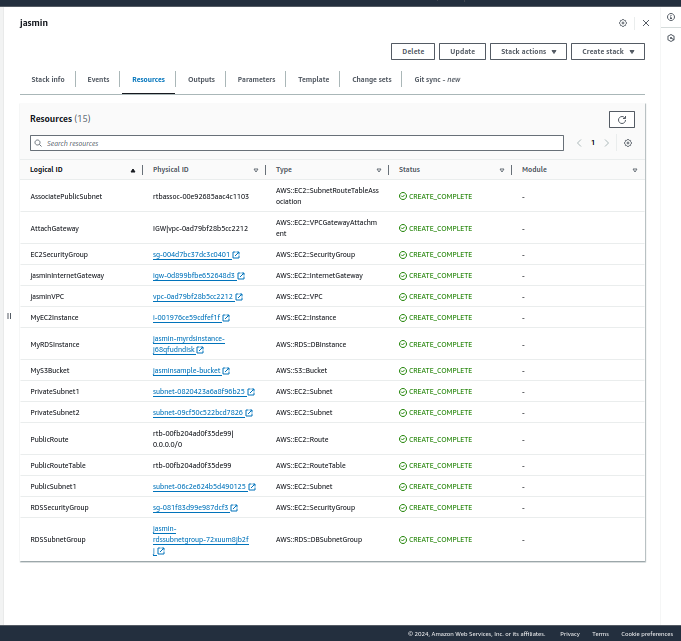 jasmin
Delete Update Stack actions Create stack
Stack info Events Resources Outputs Parameters Template Change sets Git sync - new
Resources (15)
Search resources 1
Logical ID Physical ID Type Status Module
AssociatePublicSubnet rtbassoc-00e92685aac4c1103 AWS::EC2::SubnetRouteTableAss
ociation CREATE_COMPLETE -
AttachGateway IGW|vpc-0ad79bf28b5cc2212 AWS::EC2::VPCGatewayAttachm
ent CREATE_COMPLETE -
EC2SecurityGroup sg-004d7bc37dc3c0401 AWS::EC2::SecurityGroup CREATE_COMPLETE -
jasminInternetGateway igw-0d899bfbe652648d3 AWS::EC2::InternetGateway CREATE_COMPLETE -
jasminVPC vpc-0ad79bf28b5cc2212 AWS::EC2::VPC CREATE_COMPLETE -
MyEC2Instance i-001976ce59cdfef1f AWS::EC2::Instance CREATE_COMPLETE -
MyRDSInstance jasmin-myrdsinstance-
j68qfudndisk AWS::RDS::DBInstance CREATE_COMPLETE -
MyS3Bucket jasminsample-bucket AWS::S3::Bucket CREATE_COMPLETE -
PrivateSubnet1 subnet-0820423a6a8f96b25 AWS::EC2::Subnet CREATE_COMPLETE -
PrivateSubnet2 subnet-09cf50c522bcd7826 AWS::EC2::Subnet CREATE_COMPLETE -
PublicRoute rtb-00fb204ad0f35de99|
0.0.0.0/0 AWS::EC2::Route CREATE_COMPLETE -
PublicRouteTable rtb-00fb204ad0f35de99 AWS::EC2::RouteTable CREATE_COMPLETE -
PublicSubnet1 subnet-06c2e624b5d490125 AWS::EC2::Subnet CREATE_COMPLETE -
RDSSecurityGroup sg-081f83d99e987dcf3 AWS::EC2::SecurityGroup CREATE_COMPLETE -
RDSSubnetGroup jasmin-
rdssubnetgroup-72xuum8jb2f
j AWS::RDS::DBSubnetGroup CREATE_COMPLETE -
© 2024, Amazon Web Services, Inc. or its affiliates. Privacy Terms Cookie preferences